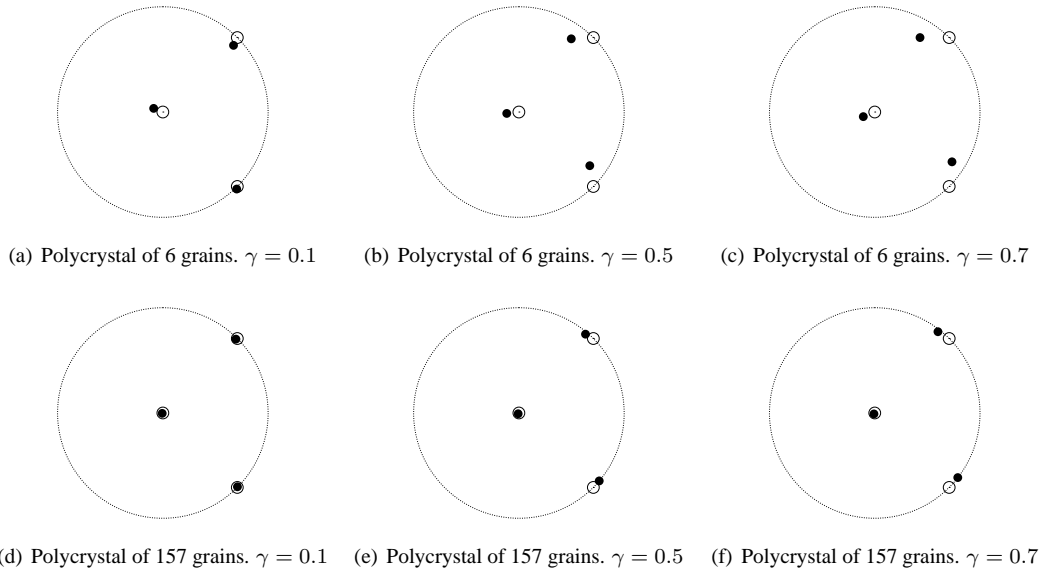 (a) Polycrystal of 6 grains. γ = 0.1
(b) Polycrystal of 6 grains. γ = 0.5
(c) Polycrystal of 6 grains. γ = 0.7
(d) Polycrystal of 157 grains. γ = 0.1
(e) Polycrystal of 157 grains. γ = 0.5
(f) Polycrystal of 157 grains. γ = 0.7